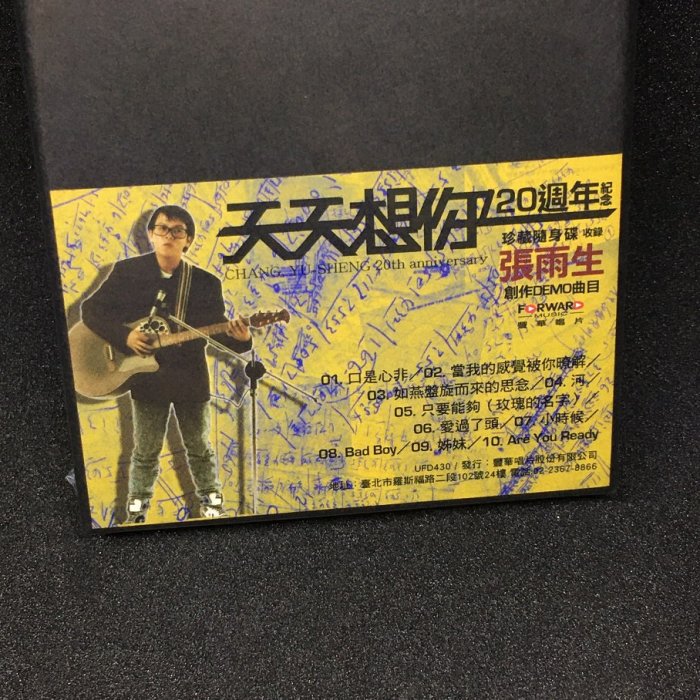 天天想你 20週年紀念
CHANG YU-SHENG 20th anniversary
珍藏隨身碟 收錄
張雨生
創作DEMO曲目
FORWARD
MUSIC
豐華唱片
01. 口是心非／02. 當我的感覺被你瞭解／
03. 如燕盤旋而來的思念／04. 河／
05. 只要能夠（玫瑰的名字）／
06. 愛過了頭／07. 小時候／
08. Bad Boy／09. 姊妹／10. Are You Ready
UFD430 / 發行：豐華唱片股份有限公司
地址：臺北市羅斯福路二段102號24樓 電話:02-2367-8866